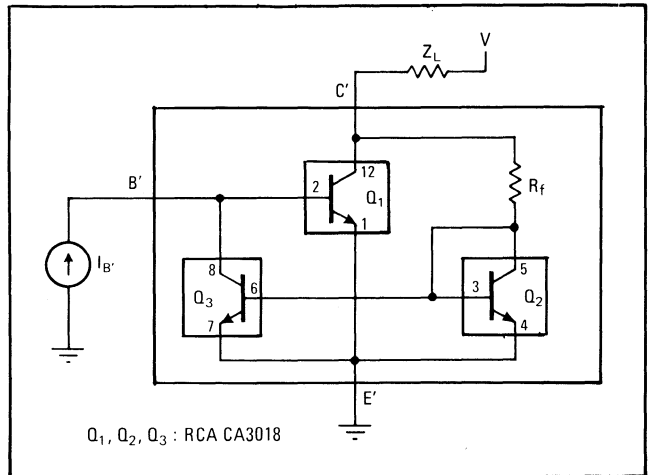 V
Z_L
C'
12
R_f
B'
2
Q_1
1
8
5
I_B'
6
3
Q_3
Q_2
7
4
E'
Q_1, Q_2, Q_3 : RCA CA3018